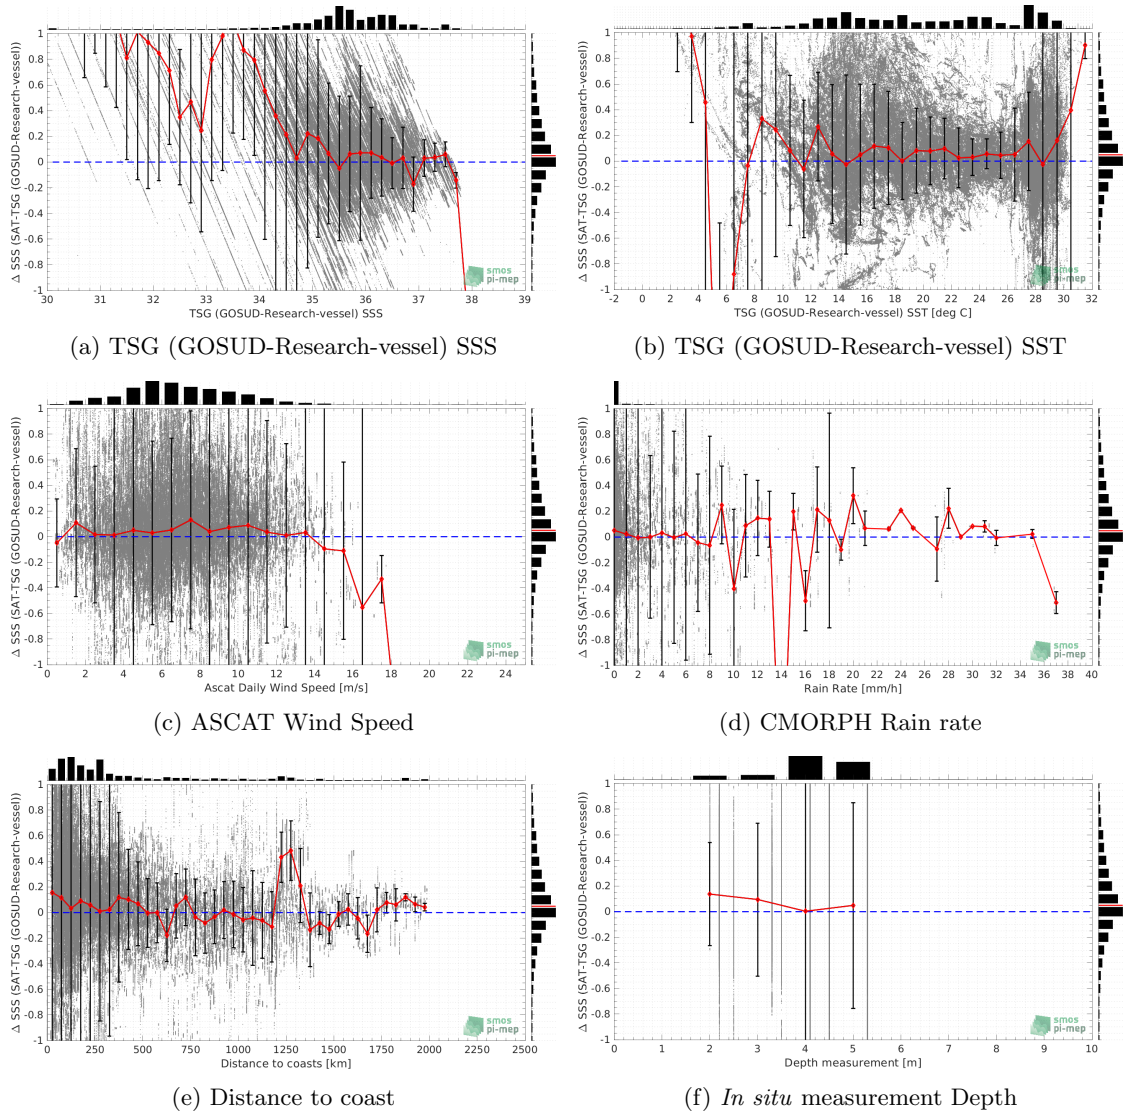 Δ SSS (SAT-TSG (GOSUD-Research-vessel))
1
0.8
0.6
0.4
0.2
0
-0.2
-0.4
-0.6
-0.8
-1
smos
pi-mep
30 31 32 33 34 35 36 37 38 39
TSG (GOSUD-Research-vessel) SSS
(a) TSG (GOSUD-Research-vessel) SSS
Δ SSS (SAT-TSG (GOSUD-Research-vessel))
1
0.8
0.6
0.4
0.2
0
-0.2
-0.4
-0.6
-0.8
-1
smos
pi-mep
-2 0 2 4 6 8 10 12 14 16 18 20 22 24 26 28 30 32
TSG (GOSUD-Research-vessel) SST [deg C]
(b) TSG (GOSUD-Research-vessel) SST
Δ SSS (SAT-TSG (GOSUD-Research-vessel))
1
0.8
0.6
0.4
0.2
0
-0.2
-0.4
-0.6
-0.8
-1
smos
pi-mep
0 2 4 6 8 10 12 14 16 18 20 22 24
Ascat Daily Wind Speed [m/s]
(c) ASCAT Wind Speed
Δ SSS (SAT-TSG (GOSUD-Research-vessel))
1
0.8
0.6
0.4
0.2
0
-0.2
-0.4
-0.6
-0.8
-1
smos
pi-mep
0 2 4 6 8 10 12 14 16 18 20 22 24 26 28 30 32 34 36 38 40
Rain Rate [mm/h]
(d) CMORPH Rain rate
Δ SSS (SAT-TSG (GOSUD-Research-vessel))
1
0.8
0.6
0.4
0.2
0
-0.2
-0.4
-0.6
-0.8
-1
smos
pi-mep
0 250 500 750 1000 1250 1500 1750 2000 2250 2500
Distance to coasts [km]
(e) Distance to coast
Δ SSS (SAT-TSG (GOSUD-Research-vessel))
1
0.8
0.6
0.4
0.2
0
-0.2
-0.4
-0.6
-0.8
-1
smos
pi-mep
0 1 2 3 4 5 6 7 8 9 10
Depth measurement [m]
(f) In situ measurement Depth